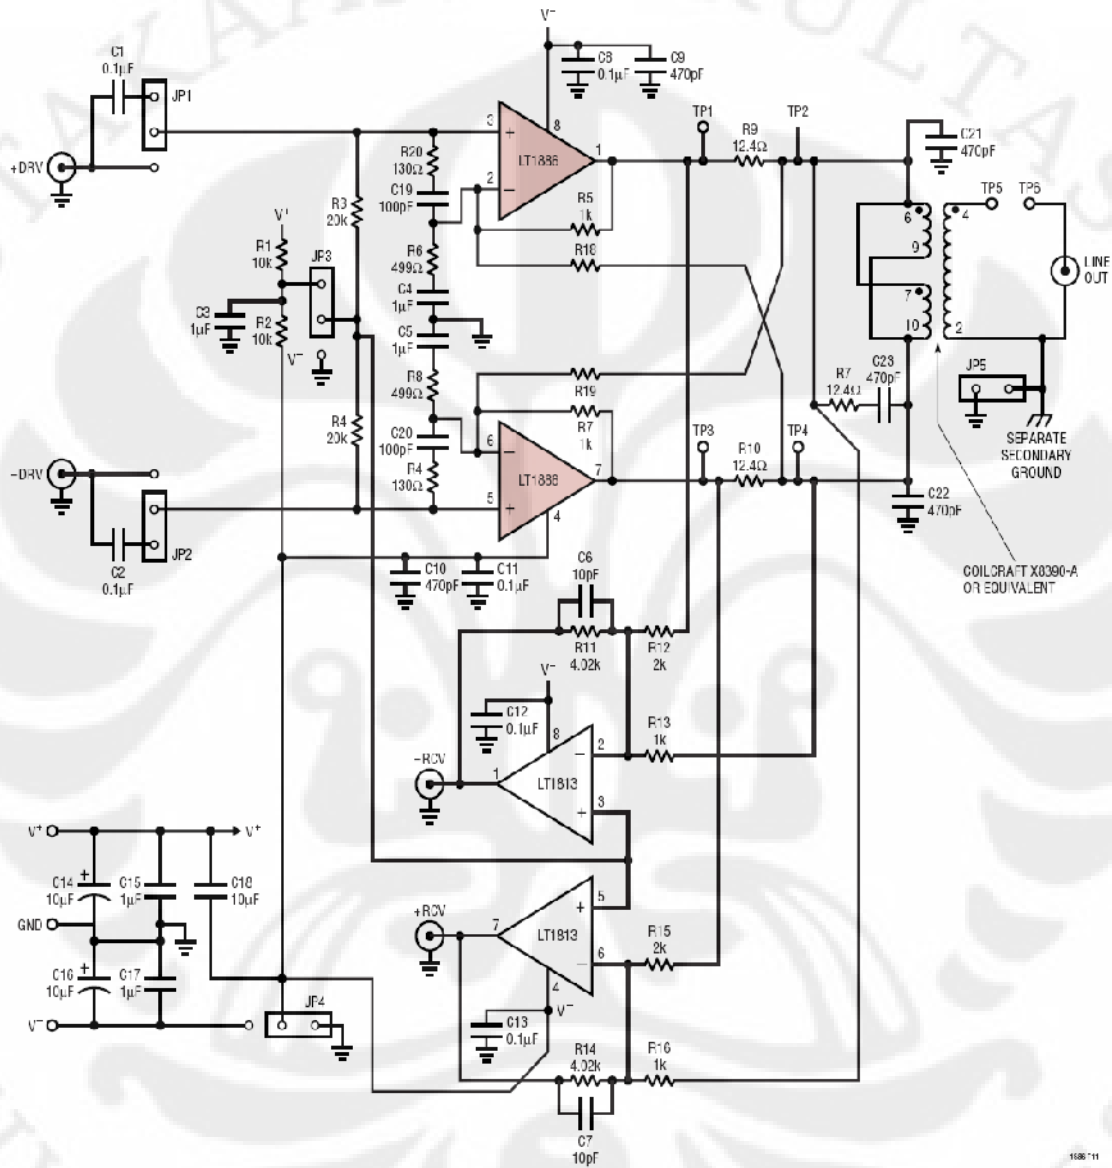 V−
C1
0.1µF
JP1
+DRV
C8
0.1µF
C9
470pF
3
+
8
LT1886
1
2
−
R20
130Ω
C19
100pF
R5
1k
R18
TP1
R9
12.4Ω
TP2
C21
470pF
6
9
7
10
4
2
TP5
TP6
LINE
OUT
V+
R1
10k
R3
20k
JP3
C3
1µF
R2
10k
V−
R6
499Ω
C4
1µF
C5
1µF
R8
499Ω
R19
R7
1k
R4
20k
C20
100pF
R4
130Ω
6
−
LT1886
7
5
+
4
TP3
R10
12.4Ω
TP4
R7
12.4Ω
C23
470pF
JP5
SEPARATE
SECONDARY
GROUND
C22
470pF
COILCRAFT X8390-A
OR EQUIVALENT
−DRV
JP2
C2
0.1µF
C10
470pF
C11
0.1µF
C6
10pF
R11
4.02k
R12
2k
V−
C12
0.1µF
8
2
−
R13
1k
−RCV
1
LT1813
+
3
V+
V+
C14
+
10µF
C15
1µF
C18
10µF
GND
C16
+
10µF
C17
1µF
V−
JP4
+RCV
7
LT1813
+
5
−
6
R15
2k
4
V−
C13
0.1µF
R14
4.02k
R16
1k
C7
10pF
1886 F11